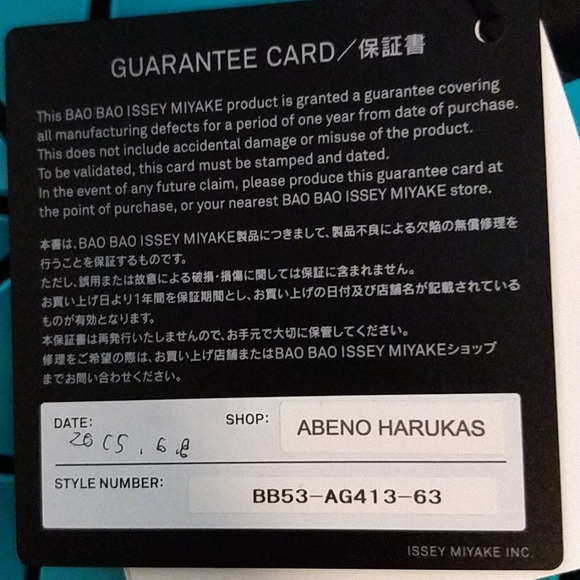 GUARANTEE CARD/保証書
This BAO BAO ISSEY MIYAKE product is granted a guarantee covering
all manufacturing defects for a period of one year from date of purchase.
This does not include accidental damage or misuse of the product.
To be validated, this card must be stamped and dated.
In the event of any future claim, please produce this guarantee card at
the point of purchase, or your nearest BAO BAO ISSEY MIYAKE store.
本書は、BAO BAO ISSEY MIYAKE製品につきまして、製品不良による欠陥の無償修理を
行うことを保証するものです。
ただし、誤用または故意による破損・損傷に関しては保証に含まれません。
お買い上げ日より1年間を保証期間とし、お買い上げの日付及び店舗名が記載されている
ものが有効となります。
本保証書は再発行いたしませんので、お手元で大切に保管してください。
修理をご希望の際は、お買い上げ店舗またはBAO BAO ISSEY MIYAKEショップ
までお問い合わせください。
DATE:
SHOP: ABENO HARUKAS
STYLE NUMBER: BB53-AG413-63
ISSEY MIYAKE INC.